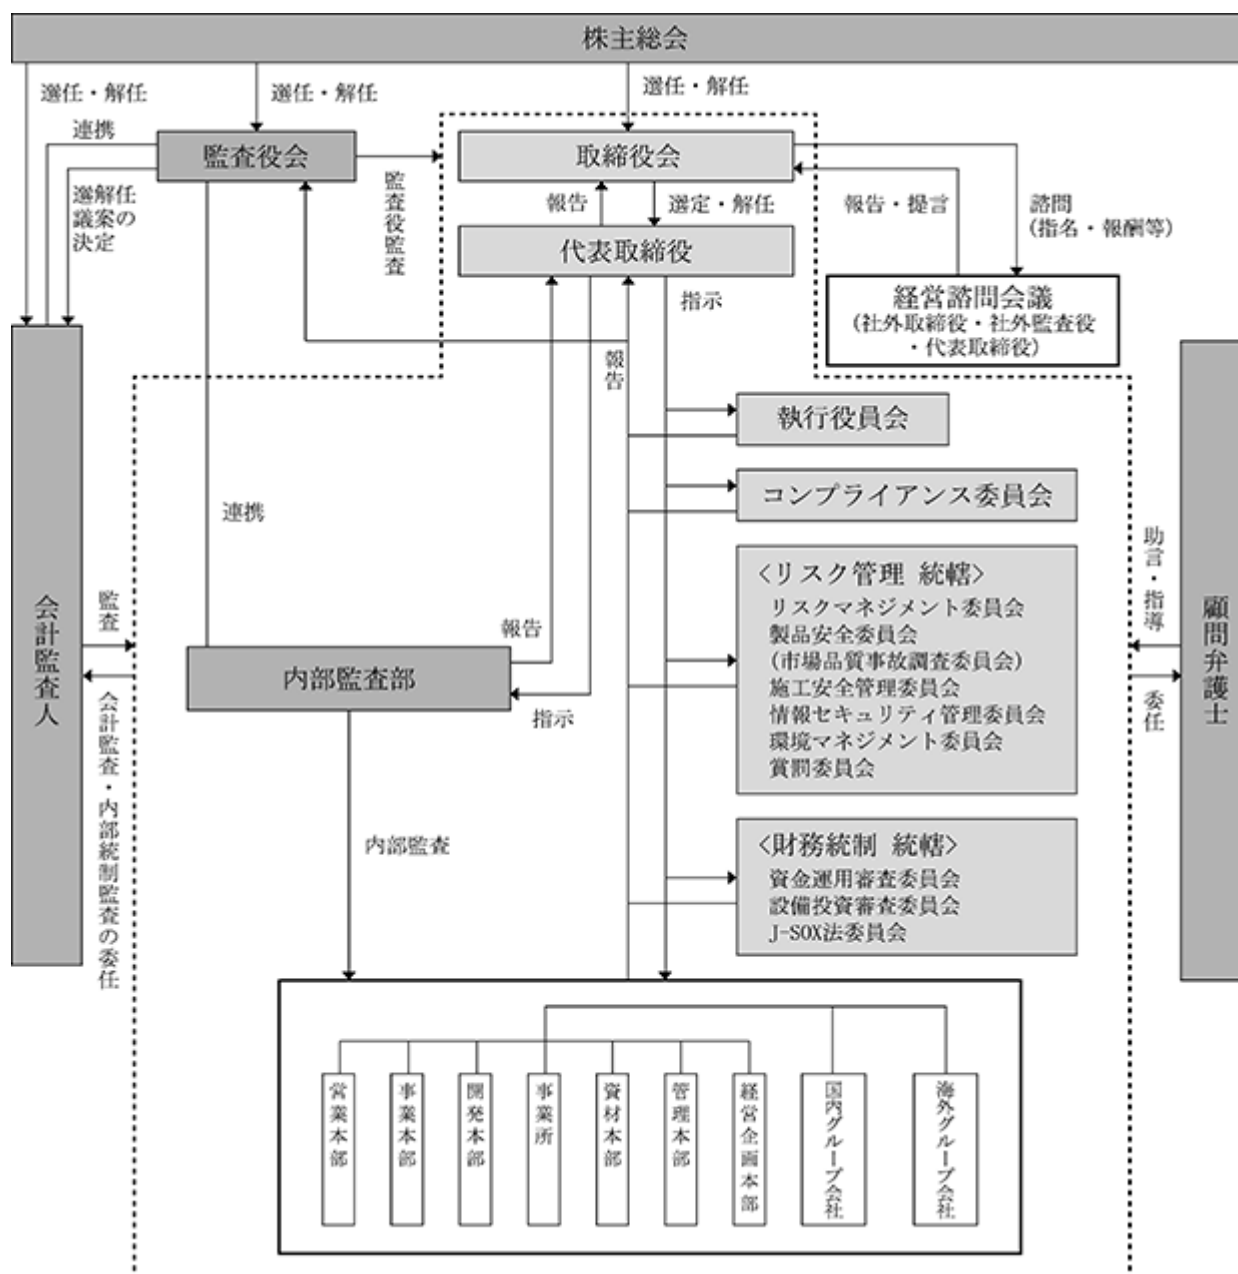 株主総会
選任・解任
選任・解任
選任・解任
連携
監査役会
取締役会
選解任
議案の
決定
監査役監査
報告
選定・解任
報告・提言
諮問
(指名・報酬等)
代表取締役
指示
経営諮問会議
(社外取締役・社外監査役
・代表取締役)
報告
執行役員会
コンプライアンス委員会
連携
<リスク管理 統轄>
リスクマネジメント委員会
製品安全委員会
(市場品質事故調査委員会)
施工安全管理委員会
情報セキュリティ管理委員会
環境マネジメント委員会
賞罰委員会
会計監査人
監査
会計監査・内部統制監査の委任
報告
内部監査部
指示
助言・指導
委任
顧問弁護士
内部監査
<財務統制 統轄>
資金運用審査委員会
設備投資審査委員会
J-SOX法委員会
営業本部
事業本部
開発本部
事業所
資材本部
管理本部
経営企画本部
国内グループ会社
海外グループ会社